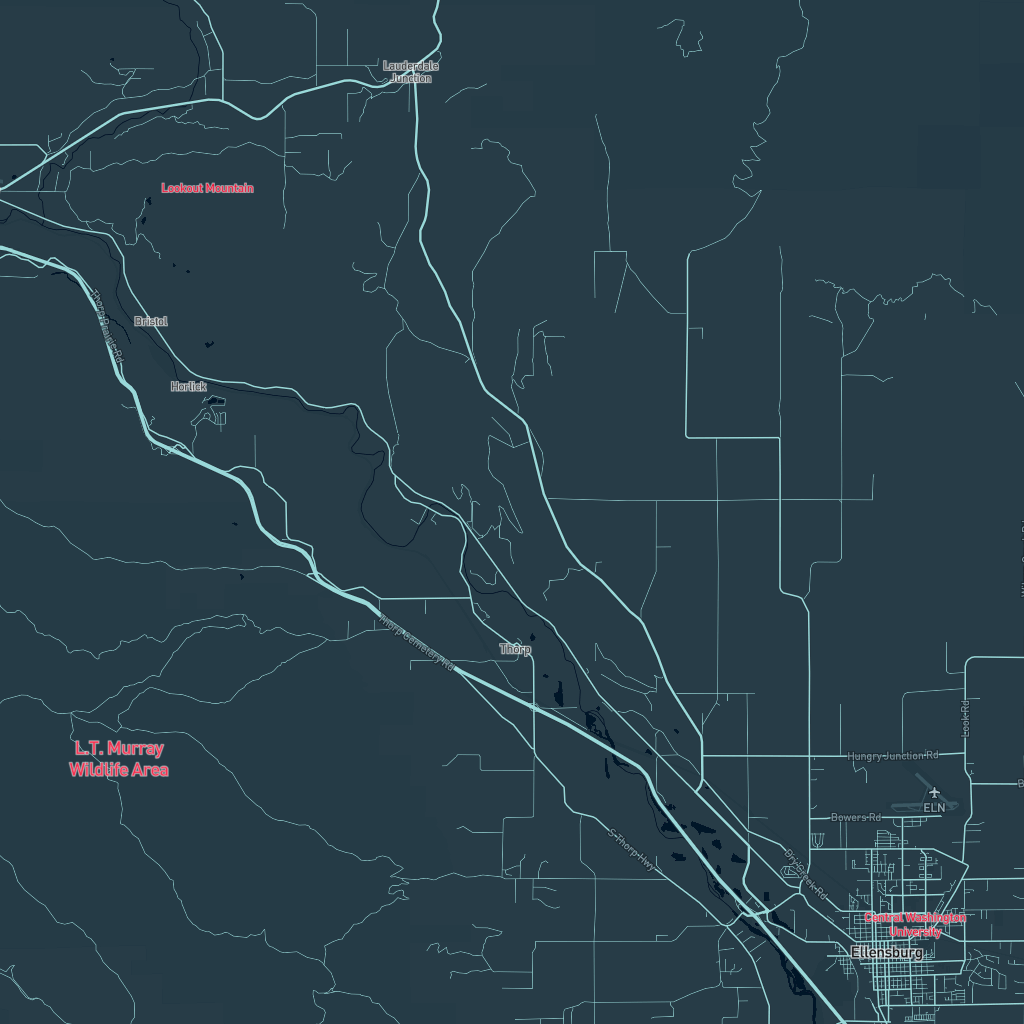 Lauderdale
Junction
Lookout Mountain
Thorp Prairie Rd
Bristol
Horlick
Thorp Cemetery Rd
Thorp
L.T. Murray
Wildlife Area
Look Rd
Hungry Junction Rd
ELN
Bowers Rd
S Thorp Hwy
Dry Creek Rd
Central Washington
University
Ellensburg